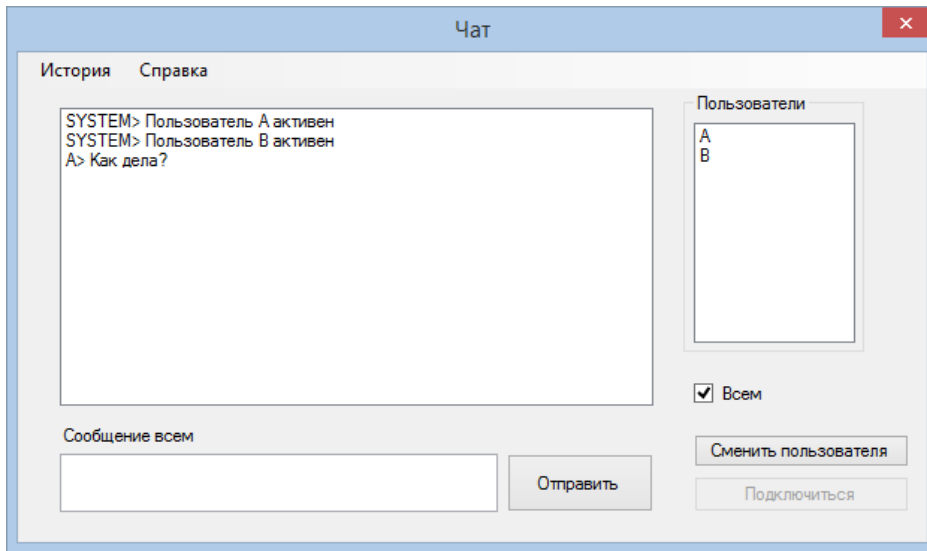 Чат
История Справка
SYSTEM> Пользователь A активен
SYSTEM> Пользователь B активен
A> Как дела?
Пользователи
A
B
Всем
Сообщение всем
Отправить
Сменить пользователя
Подключиться